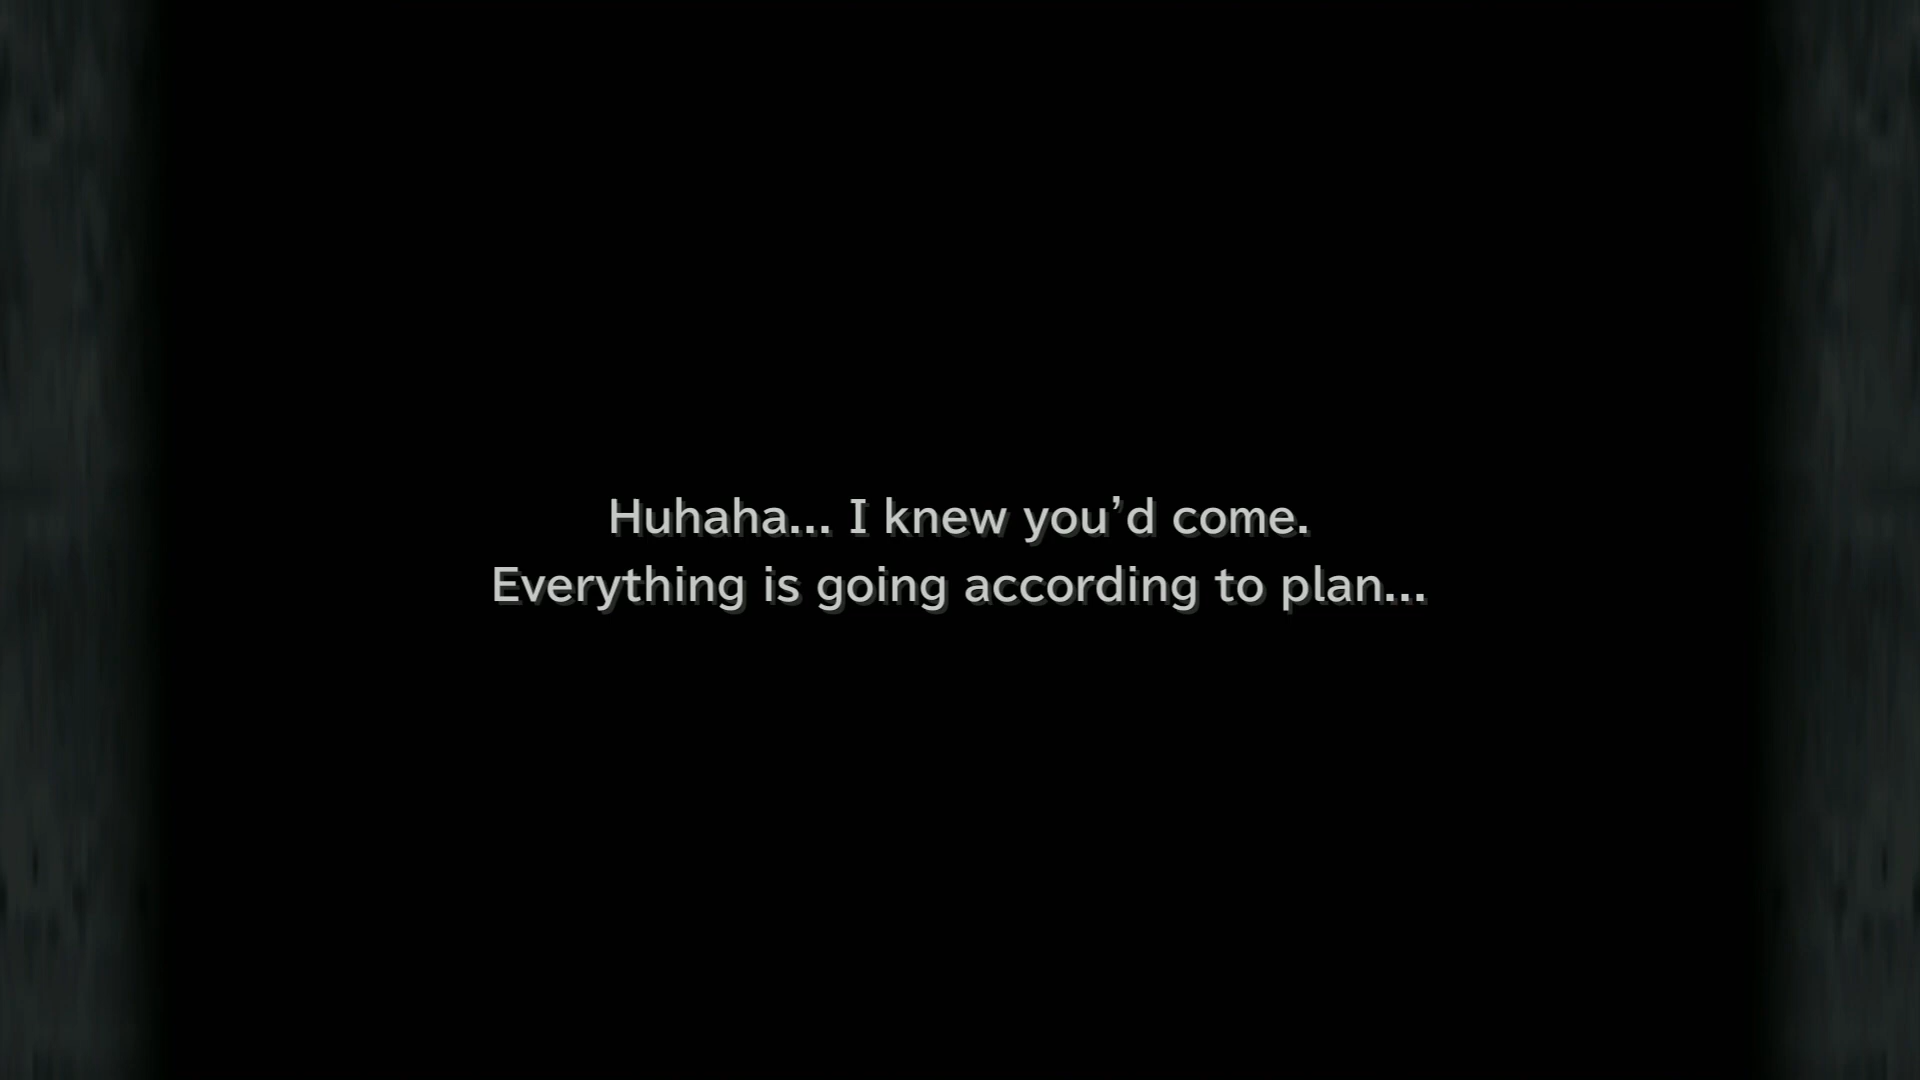 Huhaha... I knew you’d come.
Everything is going according to plan...